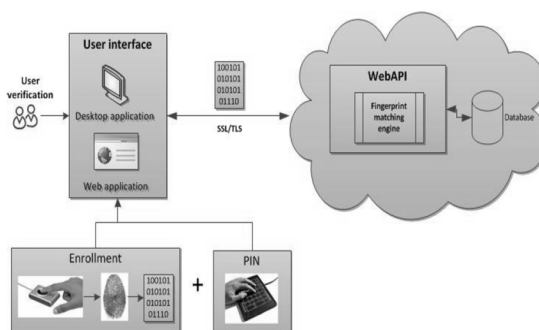 User interface
User
verification
Desktop application
Web application
100101
010101
010101
01110
SSL/TLS
WebAPI
Fingerprint
matching
engine
Database
Enrollment
100101
010101
010101
01110
+
PIN